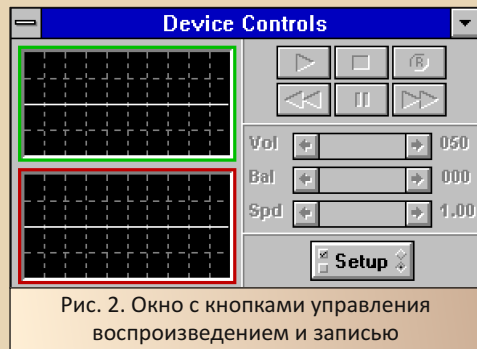 Device Controls
R
Vol 050
Bal 000
Spd 1.00
Setup
Рис. 2. Окно с кнопками управления
воспроизведением и записью